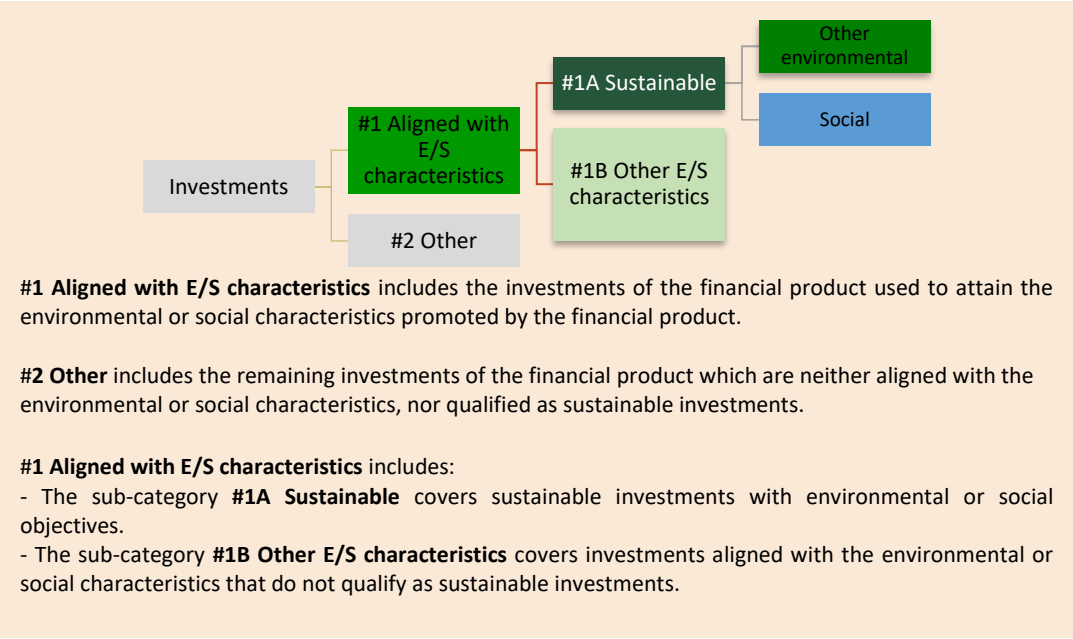 Other
environmental
#1A Sustainable
Social
#1 Aligned with
E/S
characteristics
#1B Other E/S
characteristics
Investments
#2 Other
#1 Aligned with E/S characteristics includes the investments of the financial product used to attain the
environmental or social characteristics promoted by the financial product.
#2 Other includes the remaining investments of the financial product which are neither aligned with the
environmental or social characteristics, nor qualified as sustainable investments.
#1 Aligned with E/S characteristics includes:
- The sub-category #1A Sustainable covers sustainable investments with environmental or social
objectives.
- The sub-category #1B Other E/S characteristics covers investments aligned with the environmental or
social characteristics that do not qualify as sustainable investments.